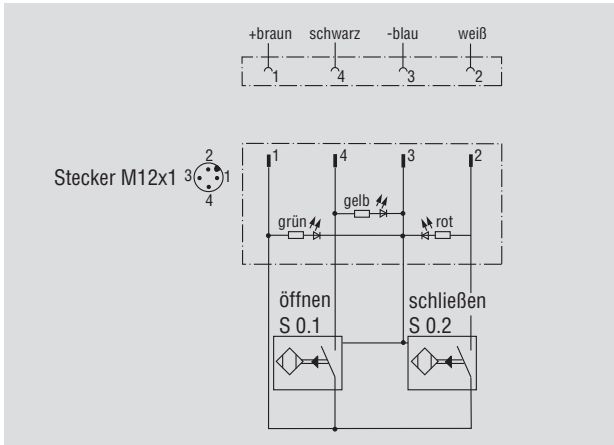 +braun schwarz -blau weiß
1 4 3 2
1 4 3 2
Stecker M12x1
2
3 1
4
gelb
grün rot
öffnen schließen
S 0.1 S 0.2